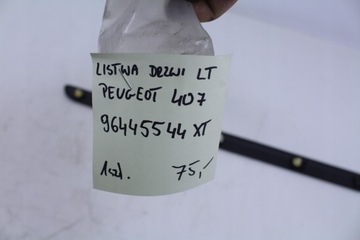 LISTWA DRZWI LT
PEUGEOT 407
96445544 XT
1szt. 75,-